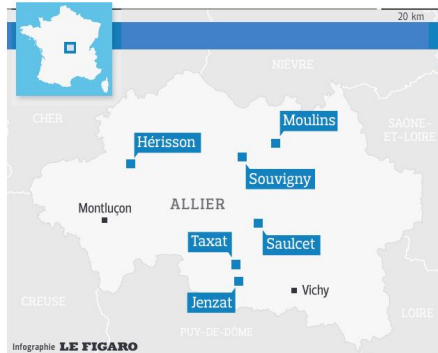 20 km
NIÈVRE
CHER
Moulins
SAÔNE-
ET-LOIRE
Hérisson
Souvigny
Montluçon
ALLIER
Saulcet
Taxat
Jenzat
Vichy
CREUSE
LOIRE
PUY-DE-DÔME
Infographie LE FIGARO